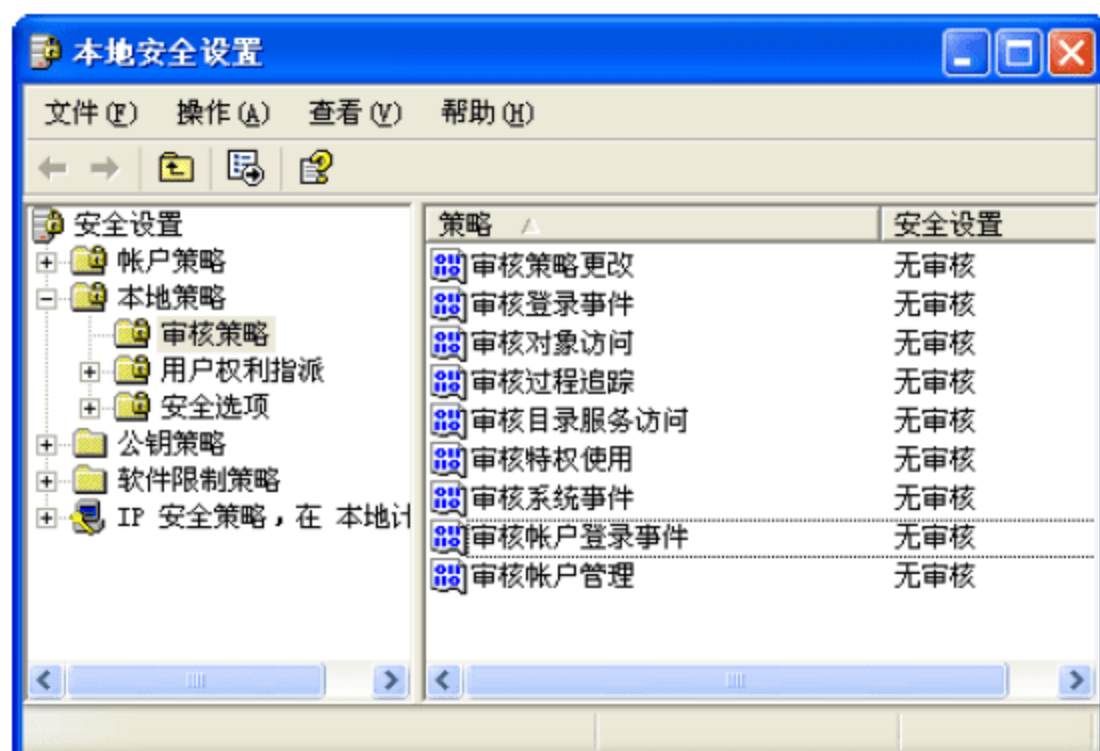 本地安全设置
文件(F) 操作(A) 查看(V) 帮助(H)
安全设置
帐户策略
本地策略
审核策略
用户权利指派
安全选项
公钥策略
软件限制策略
IP 安全策略，在 本地计
策略 安全设置
审核策略更改 无审核
审核登录事件 无审核
审核对象访问 无审核
审核过程追踪 无审核
审核目录服务访问 无审核
审核特权使用 无审核
审核系统事件 无审核
审核帐户登录事件 无审核
审核帐户管理 无审核